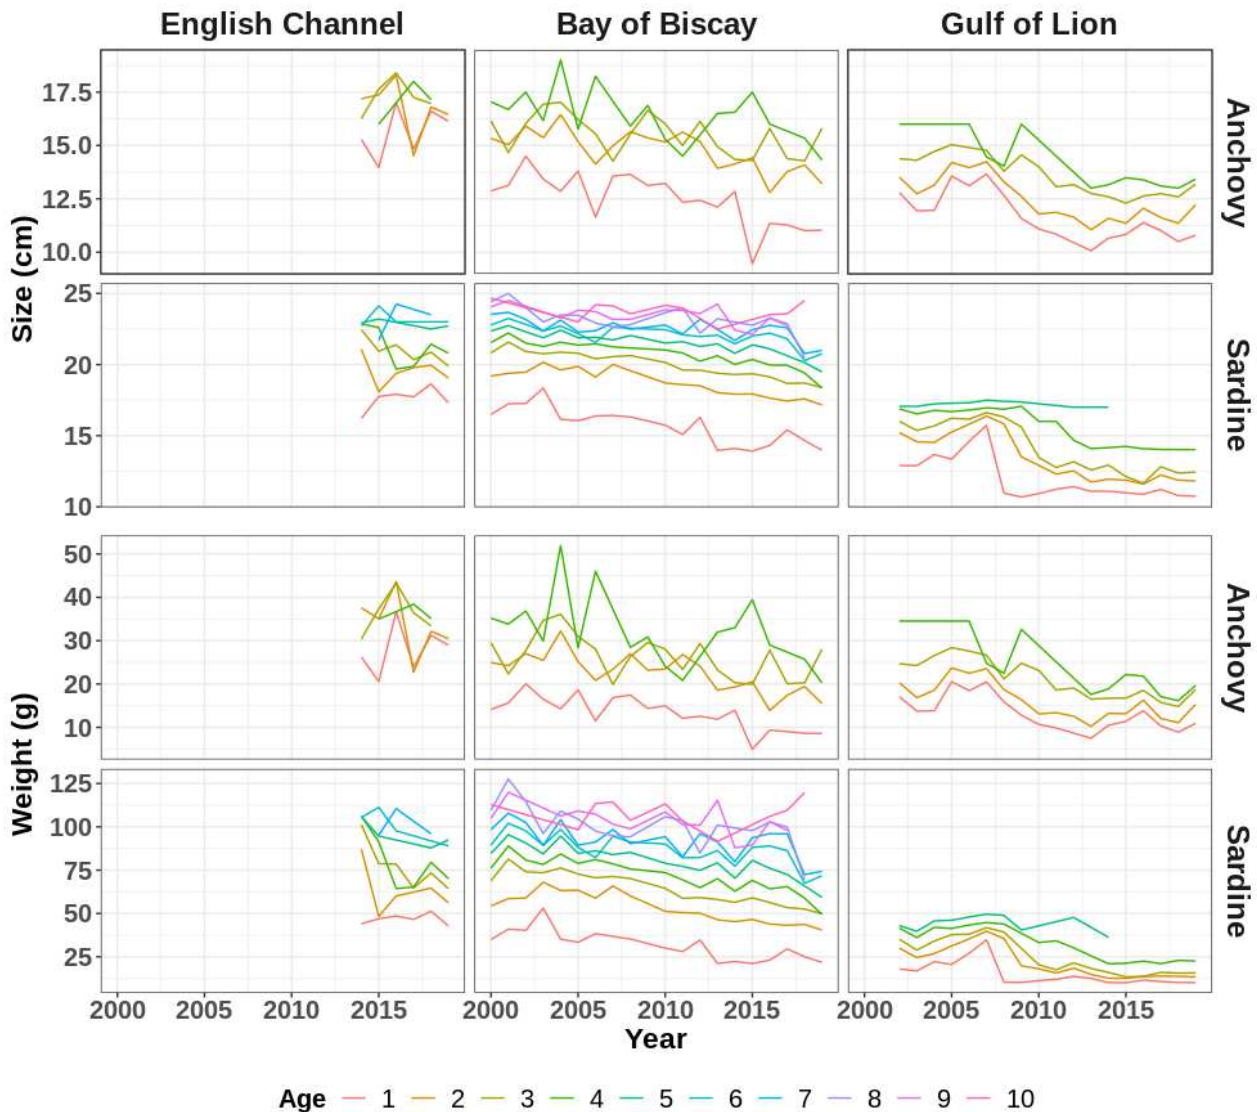 English Channel Bay of Biscay Gulf of Lion
17.5
15.0
12.5
10.0
Anchovy
Size (cm)
25
20
15
10
Sardine
50
40
30
20
10
Anchovy
Weight (g)
125
100
75
50
25
Sardine
2000 2005 2010 2015 2000 2005 2010 2015 2000 2005 2010 2015
Year
Age 1 2 3 4 5 6 7 8 9 10